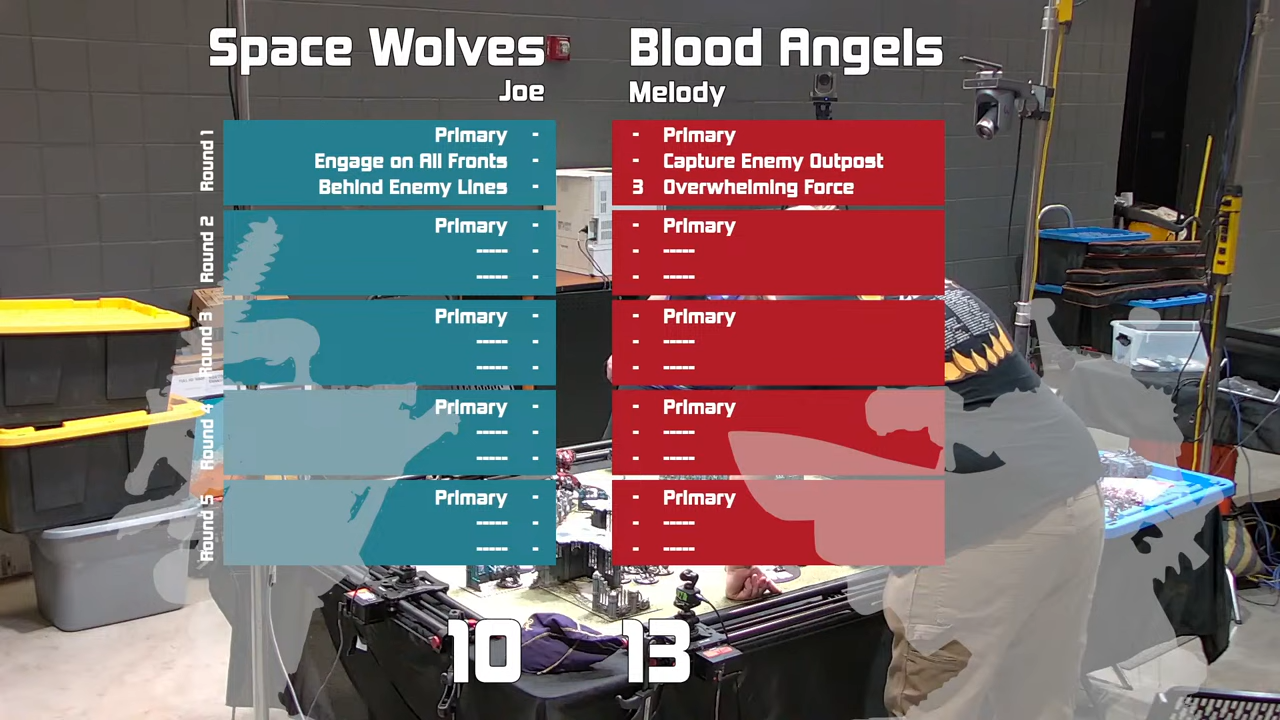 Space Wolves
Joe
Round 1
Primary -
Engage on All Fronts -
Behind Enemy Lines -
Round 2
Primary -
----- -
----- -
Round 3
Primary -
----- -
----- -
Round 4
Primary -
----- -
----- -
Round 5
Primary -
----- -
----- -
10
Blood Angels
Melody
- Primary
- Capture Enemy Outpost
3 Overwhelming Force
- Primary
- -----
- -----
- Primary
- -----
- -----
- Primary
- -----
- -----
- Primary
- -----
- -----
13